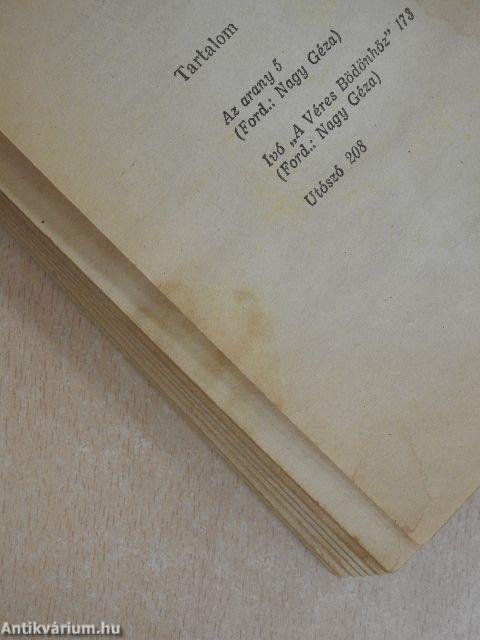 Tartalom
Az arany 5
(Ford.: Nagy Géza)
Ivó „A Véres Bödönhöz" 173
(Ford.: Nagy Géza)
Utószó 208
Antikvárium.hu